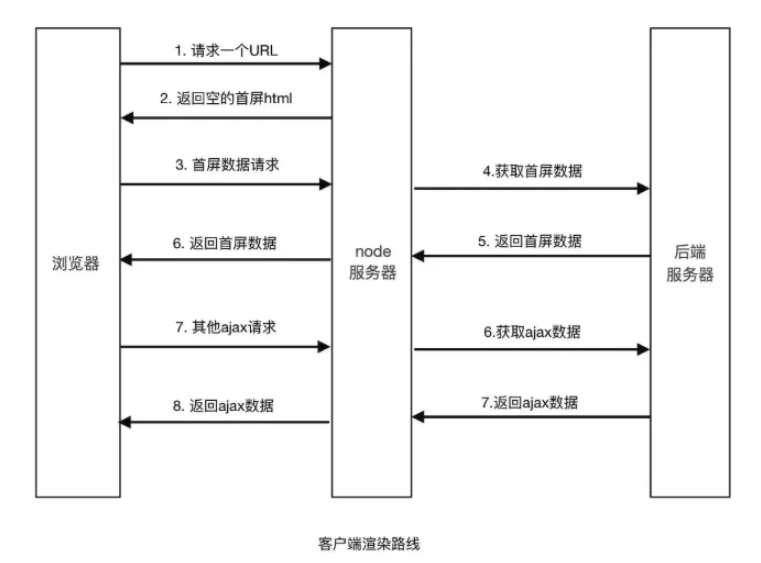 1. 请求一个URL
2. 返回空的首屏html
3. 首屏数据请求
4.获取首屏数据
5. 返回首屏数据
6. 返回首屏数据
浏览器
node
服务器
后端
服务器
7. 其他ajax请求
6.获取ajax数据
7.返回ajax数据
8. 返回ajax数据
客户端渲染路线